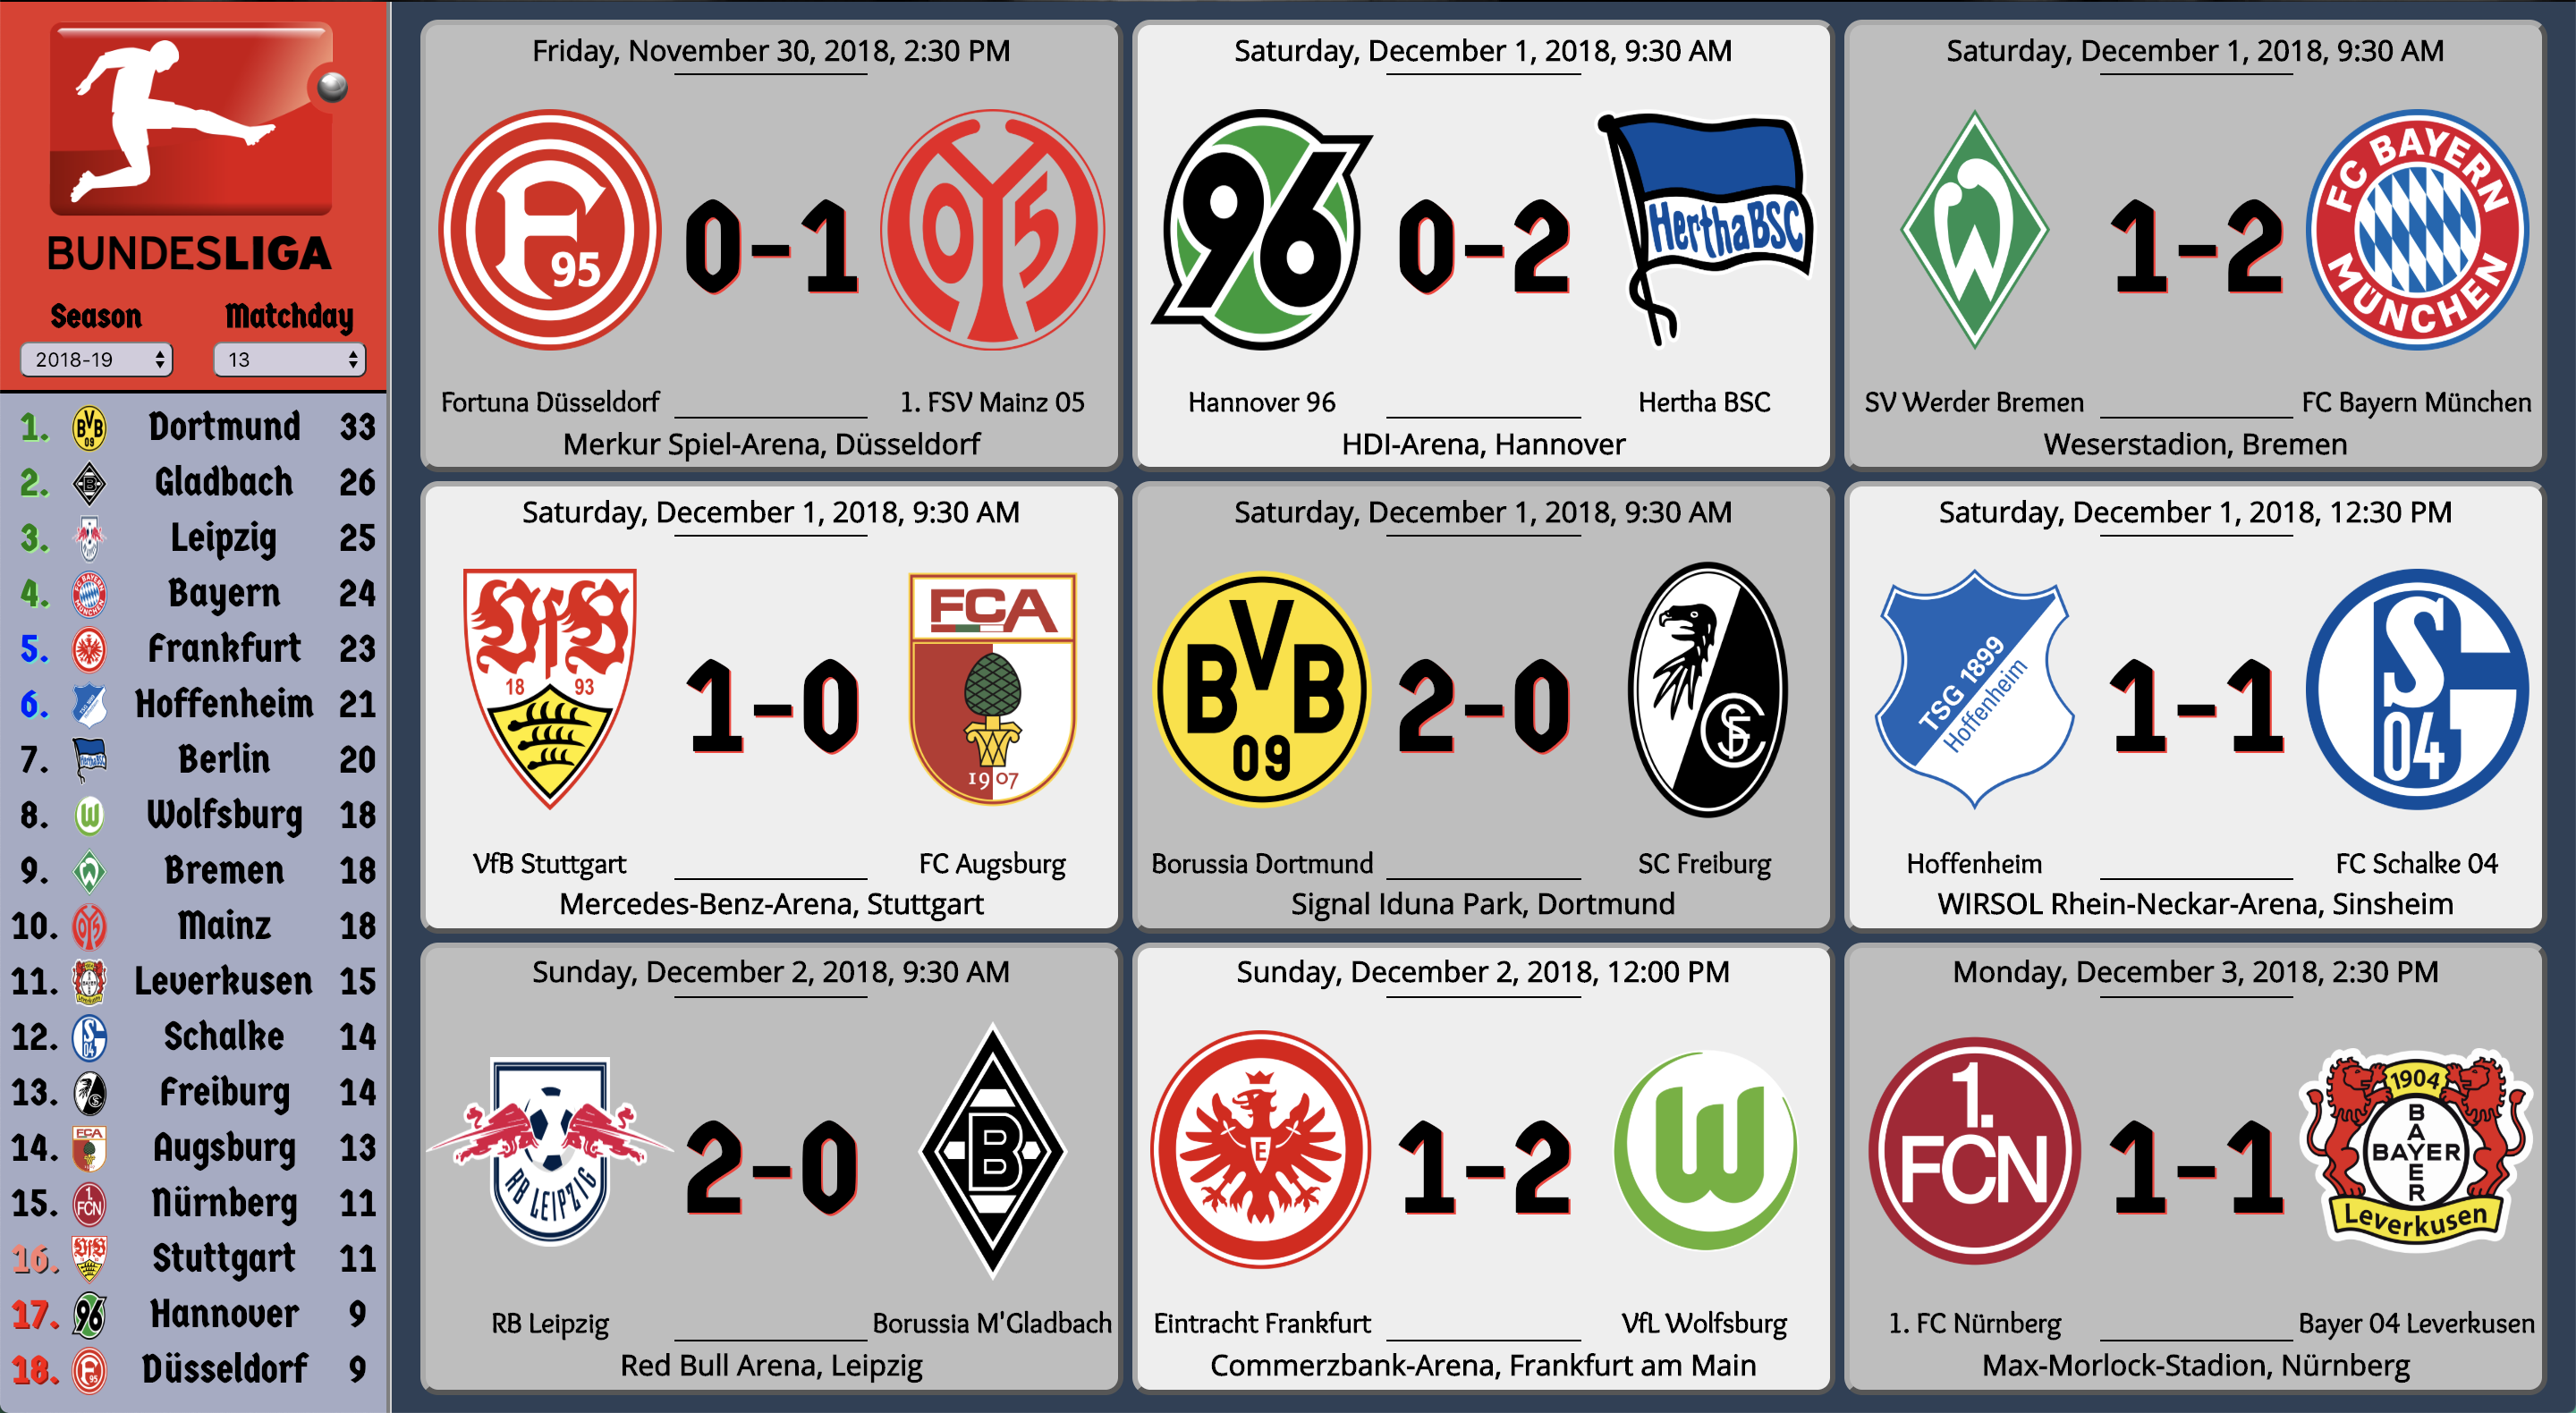 BUNDESLIGA
Season Matchday
2018-19 13
1. Dortmund 33
2. Gladbach 26
3. Leipzig 25
4. Bayern 24
5. Frankfurt 23
6. Hoffenheim 21
7. Berlin 20
8. Wolfsburg 18
9. Bremen 18
10. Mainz 18
11. Leverkusen 15
12. Schalke 14
13. Freiburg 14
14. Augsburg 13
15. Nürnberg 11
16. Stuttgart 11
17. Hannover 9
18. Düsseldorf 9
Friday, November 30, 2018, 2:30 PM
F 95
0-1
05
Fortuna Düsseldorf 1. FSV Mainz 05
Merkur Spiel-Arena, Düsseldorf
Saturday, December 1, 2018, 9:30 AM
96
0-2
Hertha BSC
Hannover 96 Hertha BSC
HDI-Arena, Hannover
Saturday, December 1, 2018, 9:30 AM
W
1-2
FC BAYERN MÜNCHEN
SV Werder Bremen FC Bayern München
Weserstadion, Bremen
Saturday, December 1, 2018, 9:30 AM
VfB
18 93
1-0
FCA
1907
VfB Stuttgart FC Augsburg
Mercedes-Benz-Arena, Stuttgart
Saturday, December 1, 2018, 9:30 AM
BVB
09
2-0
SCF
Borussia Dortmund SC Freiburg
Signal Iduna Park, Dortmund
Saturday, December 1, 2018, 12:30 PM
TSG 1899
Hoffenheim
1-1
S
04
Hoffenheim FC Schalke 04
WIRSOL Rhein-Neckar-Arena, Sinsheim
Sunday, December 2, 2018, 9:30 AM
RB LEIPZIG
2-0
B
RB Leipzig Borussia M'Gladbach
Red Bull Arena, Leipzig
Sunday, December 2, 2018, 12:00 PM
E
1-2
W
Eintracht Frankfurt VfL Wolfsburg
Commerzbank-Arena, Frankfurt am Main
Monday, December 3, 2018, 2:30 PM
1.
FCN
1-1
1904
BAYER
BAYER
Leverkusen
1. FC Nürnberg Bayer 04 Leverkusen
Max-Morlock-Stadion, Nürnberg